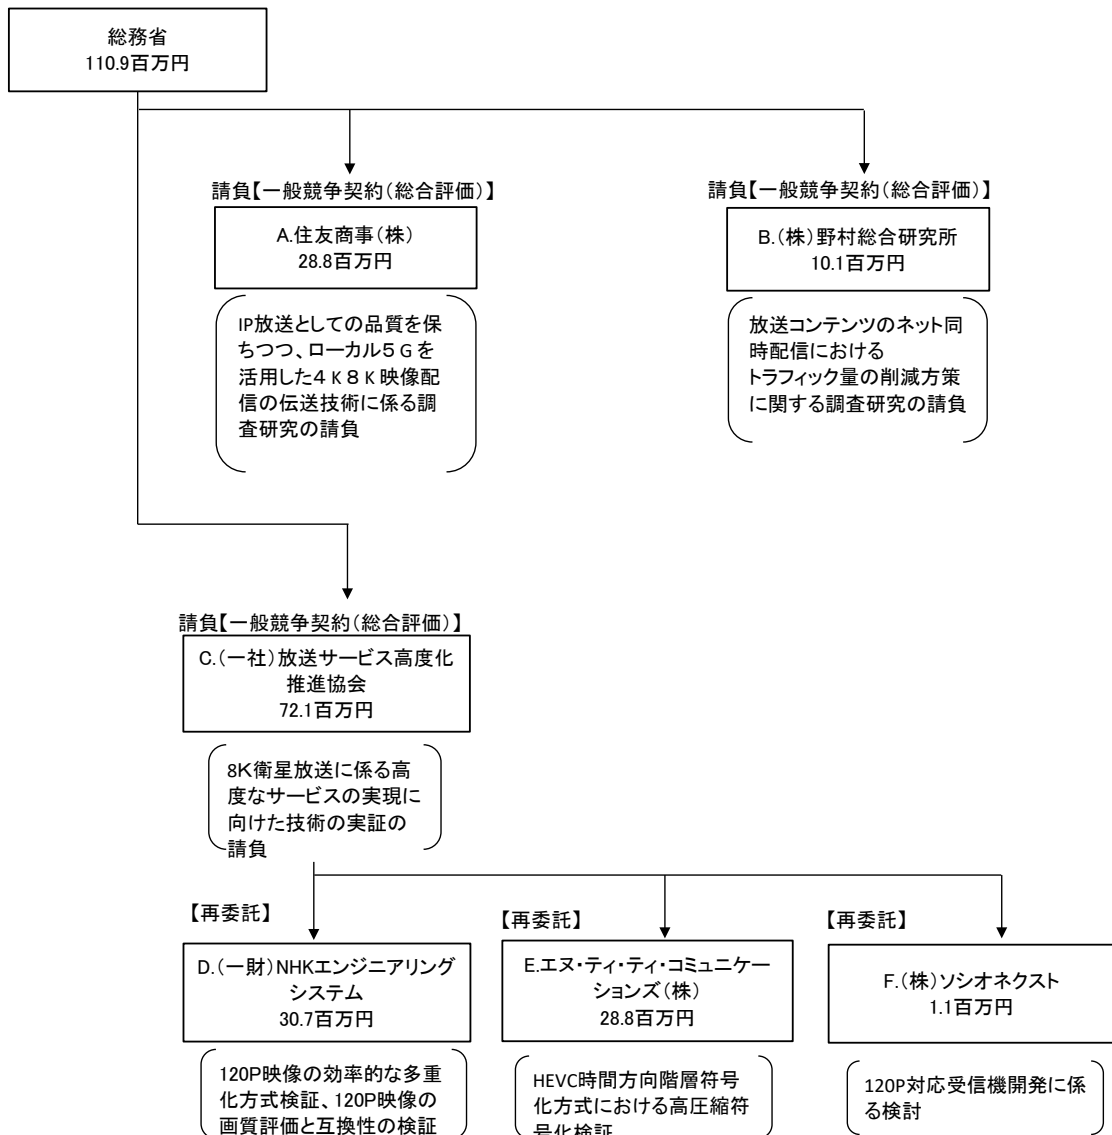 総務省
110.9百万円
請負【一般競争契約(総合評価)】
A.住友商事(株)
28.8百万円
IP放送としての品質を保
ちつつ、ローカル5Gを
活用した4K8K映像配
信の伝送技術に係る調
査研究の請負
請負【一般競争契約(総合評価)】
B.(株)野村総合研究所
10.1百万円
放送コンテンツのネット同
時配信における
トラフィック量の削減方策
に関する調査研究の請負
請負【一般競争契約(総合評価)】
C.(一社)放送サービス高度化
推進協会
72.1百万円
8K衛星放送に係る高
度なサービスの実現に
向けた技術の実証の
請負
【再委託】
D.(一財)NHKエンジニアリング
システム
30.7百万円
120P映像の効率的な多重
化方式検証、120P映像の
画質評価と互換性の検証
【再委託】
E.エヌ・ティ・ティ・コミュニケー
ションズ(株)
28.8百万円
HEVC時間方向階層符号
化方式における高圧縮符
号化検証
【再委託】
F.(株)ソシオネクスト
1.1百万円
120P対応受信機開発に係
る検討